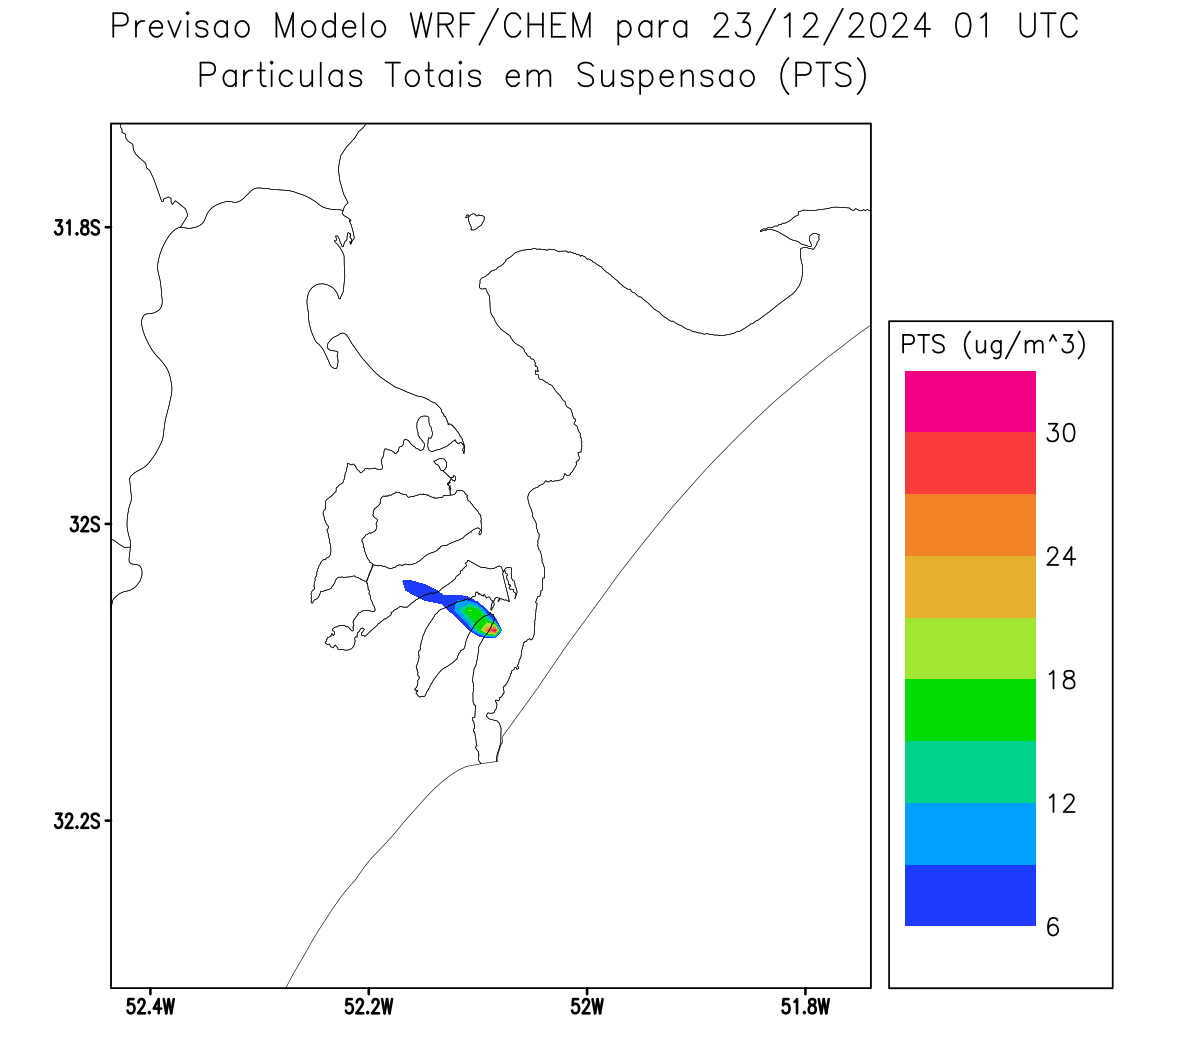 Previsao Modelo WRF/CHEM para 23/12/2024 01 UTC
Particulas Totais em Suspensao (PTS)
31.8S
32S
32.2S
52.4W
52.2W
52W
51.8W
PTS (ug/m^3)
30
24
18
12
6